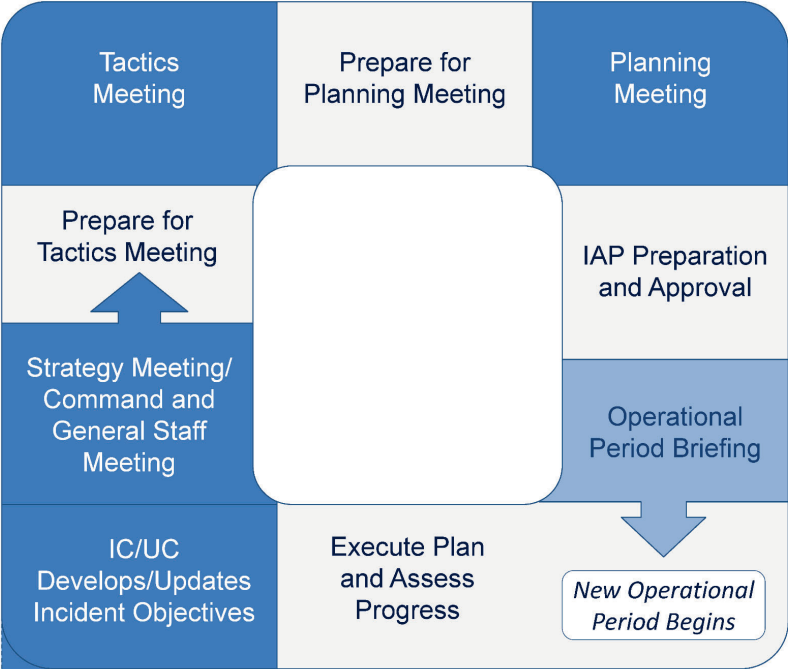 Tactics
Meeting
Prepare for
Planning Meeting
Planning
Meeting
Prepare for
Tactics Meeting
IAP Preparation
and Approval
Strategy Meeting/
Command and
General Staff
Meeting
Operational
Period Briefing
IC/UC
Develops/Updates
Incident Objectives
Execute Plan
and Assess
Progress
New Operational
Period Begins